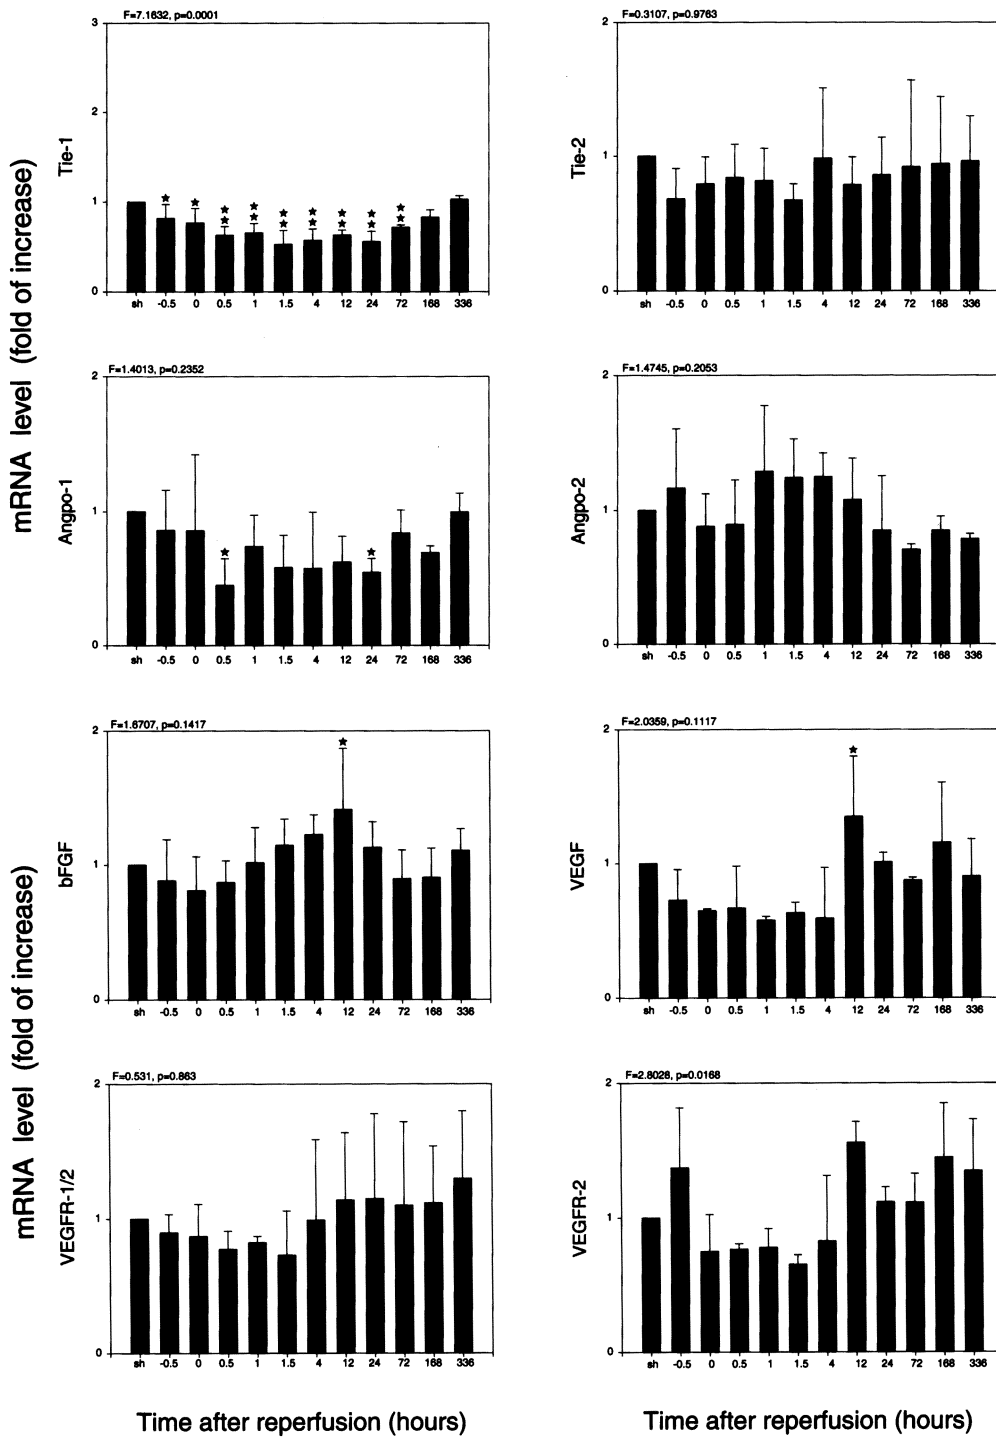 mRNA level (fold of increase)
F=7.1632, p=0.0001
Tie-1
3
2
1
0
sh -0.5 0 0.5 1 1.5 4 12 24 72 168 336
F=0.3107, p=0.9763
Tie-2
2
1
0
sh -0.5 0 0.5 1 1.5 4 12 24 72 168 336
F=1.4013, p=0.2352
Angpo-1
2
1
0
sh -0.5 0 0.5 1 1.5 4 12 24 72 168 336
F=1.4745, p=0.2053
Angpo-2
2
1
0
sh -0.5 0 0.5 1 1.5 4 12 24 72 168 336
mRNA level (fold of increase)
F=1.6707, p=0.1417
bFGF
2
1
0
sh -0.5 0 0.5 1 1.5 4 12 24 72 168 336
F=2.0359, p=0.1117
VEGF
2
1
0
sh -0.5 0 0.5 1 1.5 4 12 24 72 168 336
F=0.531, p=0.863
VEGFR-1/2
2
1
0
sh -0.5 0 0.5 1 1.5 4 12 24 72 168 336
F=2.8028, p=0.0168
VEGFR-2
2
1
0
sh -0.5 0 0.5 1 1.5 4 12 24 72 168 336
Time after reperfusion (hours)
Time after reperfusion (hours)